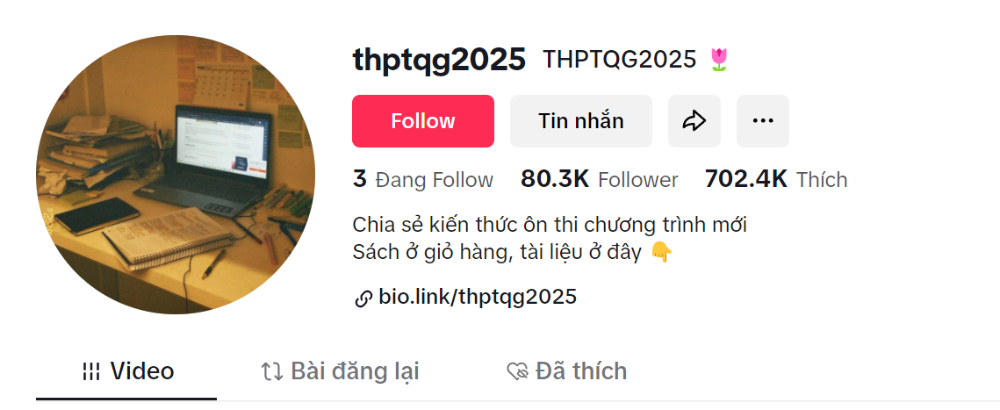 thptqg2025 THPTQG2025 🌷
Follow Tin nhắn
3 Đang Follow 80.3K Follower 702.4K Thích
Chia sẻ kiến thức ôn thi chương trình mới
Sách ở giỏ hàng, tài liệu ở đây 👇
bio.link/thptqg2025
Video Bài đăng lại Đã thích